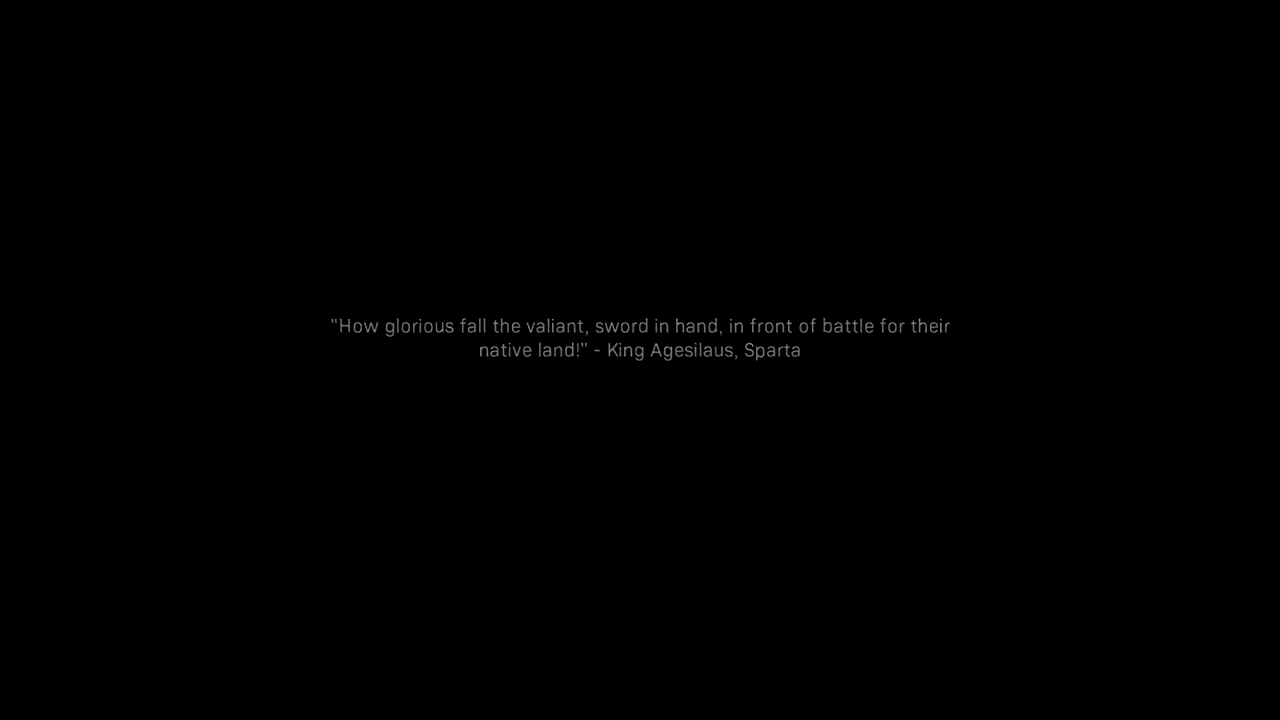 "How glorious fall the valiant, sword in hand, in front of battle for their
native land!" - King Agesilaus, Sparta